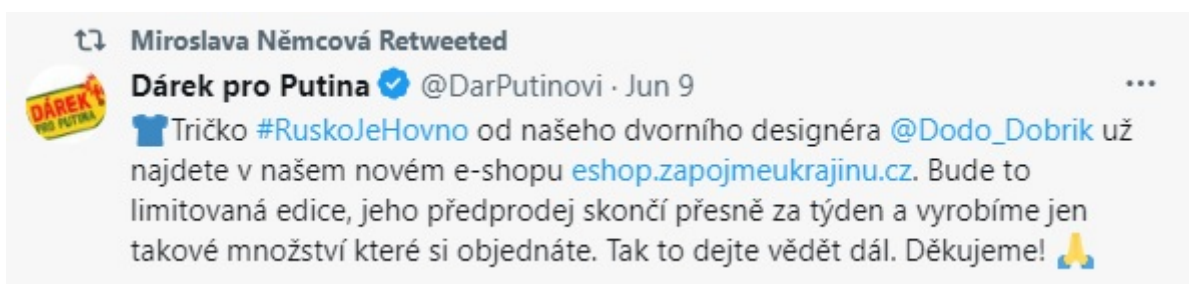 Miroslava Němcová Retweeted
Dárek pro Putina @DarPutinovi · Jun 9
DÁREK
PRO PUTINA
Tričko #RuskoJeHovno od našeho dvorního designéra @Dodo_Dobrik už
najdete v našem novém e-shopu eshop.zapojmeukrajinu.cz. Bude to
limitovaná edice, jeho předprodej skončí přesně za týden a vyrobíme jen
takové množství které si objednáte. Tak to dejte vědět dál. Děkujeme! 🙏